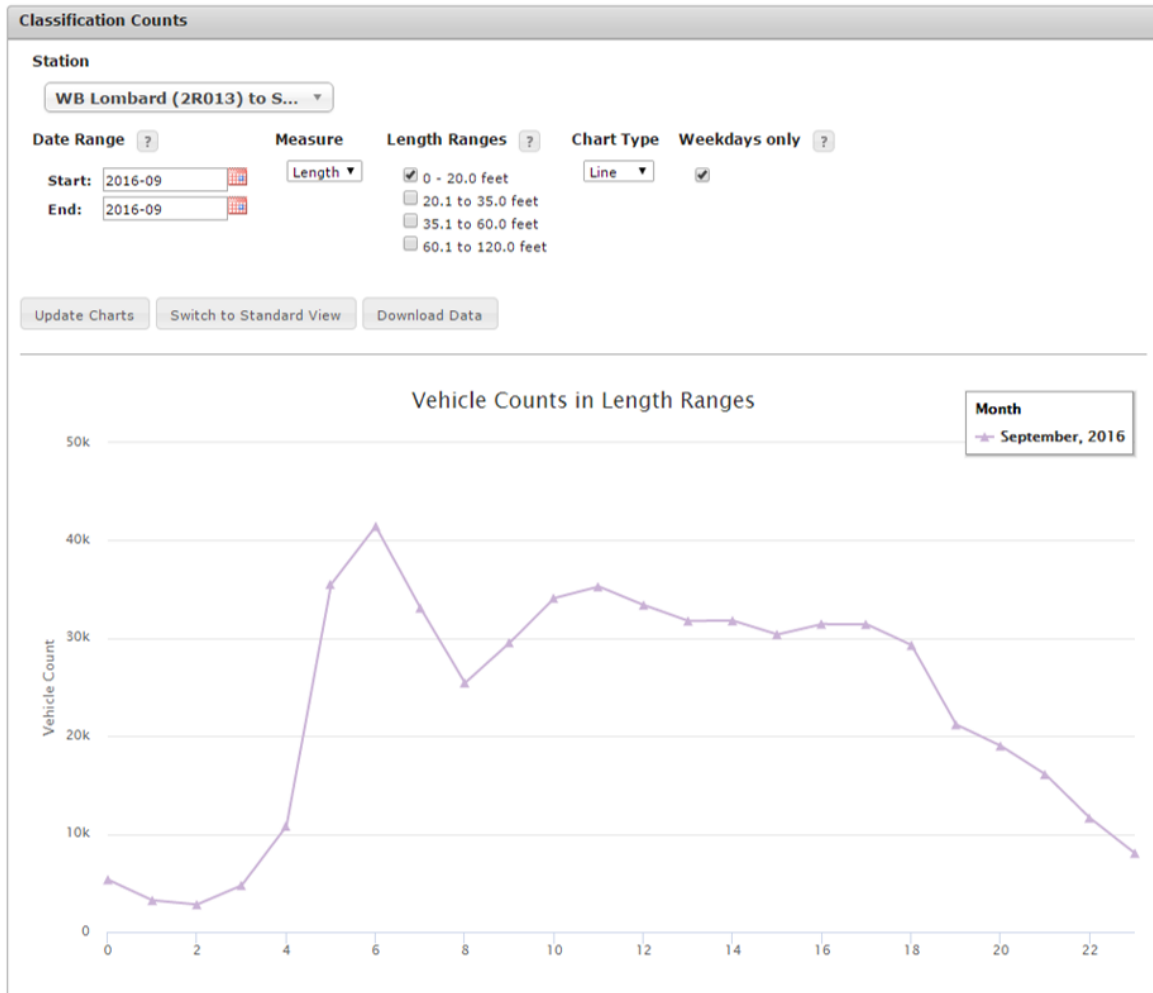 Classification Counts
Station
WB Lombard (2R013) to S...
Date Range ? Measure Length Ranges ? Chart Type Weekdays only ?
Start: 2016-09 Length 0 - 20.0 feet Line
End: 2016-09 20.1 to 35.0 feet
35.1 to 60.0 feet
60.1 to 120.0 feet
Update Charts Switch to Standard View Download Data
Vehicle Counts in Length Ranges
Month
September, 2016
50k
40k
30k
20k
10k
0
Vehicle Count
0 2 4 6 8 10 12 14 16 18 20 22